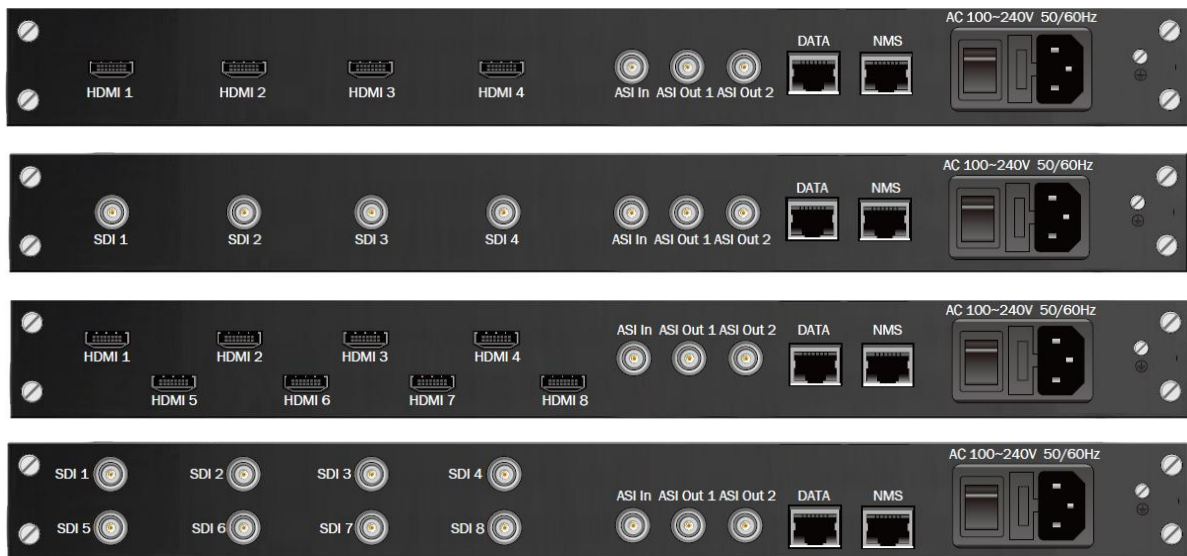 AC 100~240V 50/60Hz
DATA NMS
HDMI 1 HDMI 2 HDMI 3 HDMI 4 ASI In ASI Out 1 ASI Out 2
AC 100~240V 50/60Hz
DATA NMS
SDI 1 SDI 2 SDI 3 SDI 4 ASI In ASI Out 1 ASI Out 2
AC 100~240V 50/60Hz
ASI In ASI Out 1 ASI Out 2 DATA NMS
HDMI 1 HDMI 2 HDMI 3 HDMI 4
HDMI 5 HDMI 6 HDMI 7 HDMI 8
AC 100~240V 50/60Hz
SDI 1 SDI 2 SDI 3 SDI 4
ASI In ASI Out 1 ASI Out 2 DATA NMS
SDI 5 SDI 6 SDI 7 SDI 8